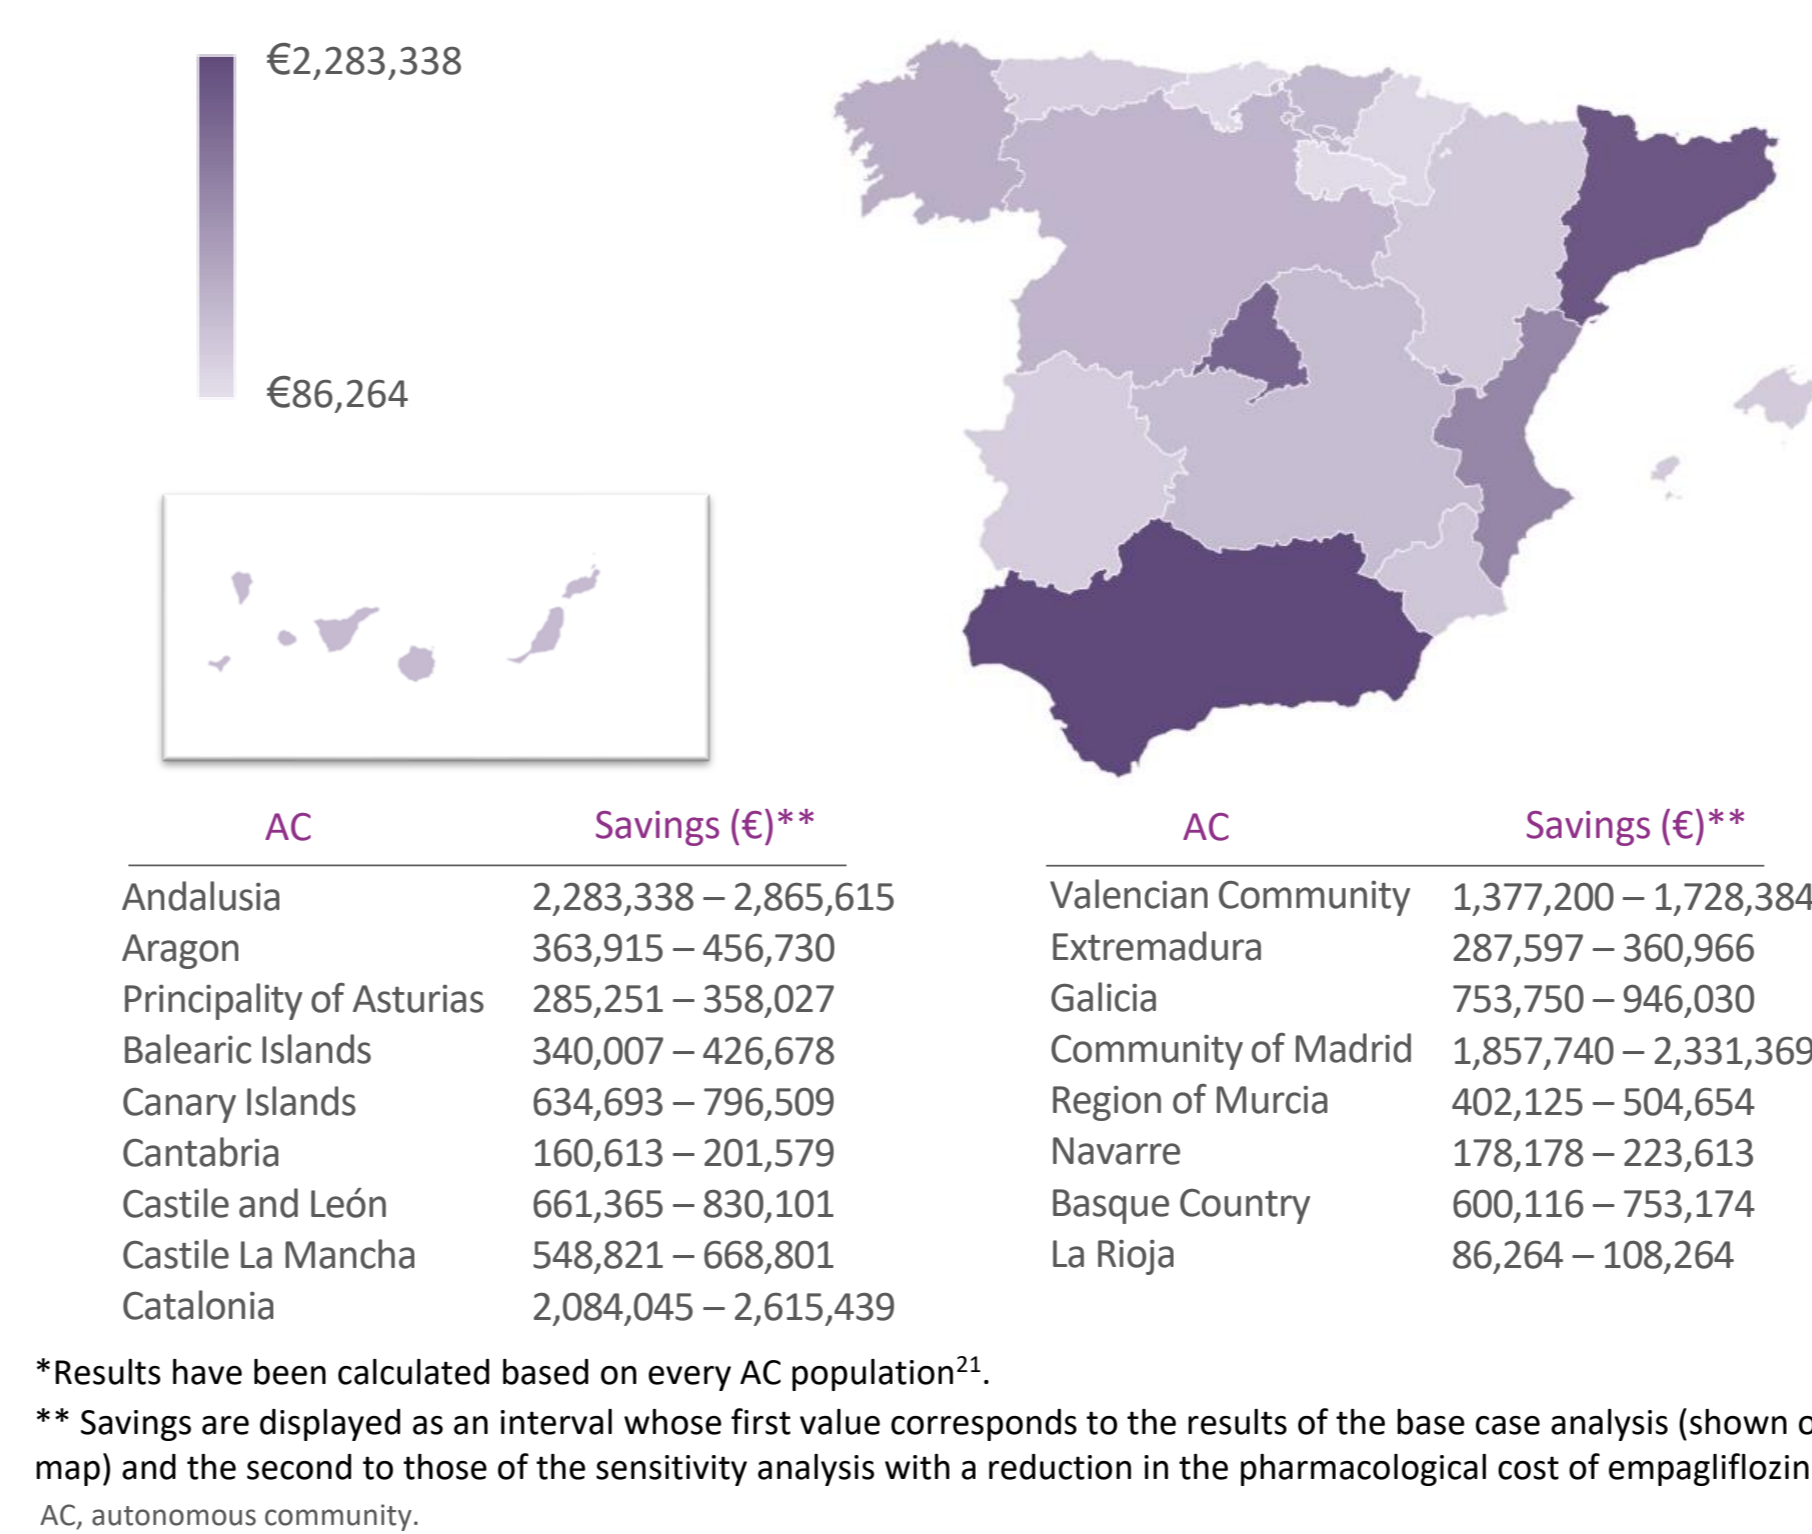 €2,283,338
€86,264
AC Savings (€)**
Andalusia 2,283,338 – 2,865,615
Aragon 363,915 – 456,730
Principality of Asturias 285,251 – 358,027
Balearic Islands 340,007 – 426,678
Canary Islands 634,693 – 796,509
Cantabria 160,613 – 201,579
Castile and León 661,365 – 830,101
Castile La Mancha 548,821 – 668,801
Catalonia 2,084,045 – 2,615,439
AC Savings (€)**
Valencian Community 1,377,200 – 1,728,384
Extremadura 287,597 – 360,966
Galicia 753,750 – 946,030
Community of Madrid 1,857,740 – 2,331,369
Region of Murcia 402,125 – 504,654
Navarre 178,178 – 223,613
Basque Country 600,116 – 753,174
La Rioja 86,264 – 108,264
*Results have been calculated based on every AC population21.
** Savings are displayed as an interval whose first value corresponds to the results of the base case analysis (shown
map) and the second to those of the sensitivity analysis with a reduction in the pharmacological cost of empagliflozin
AC, autonomous community.